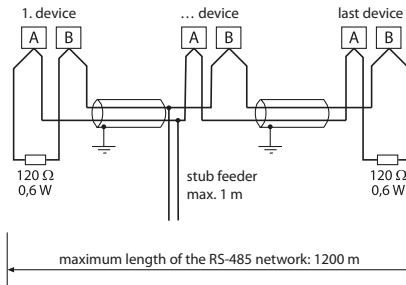 1. device
... device
last device
A B
A B
A B
120 Ω
0,6 W
stub feeder
max. 1 m
120 Ω
0,6 W
maximum length of the RS-485 network: 1200 m